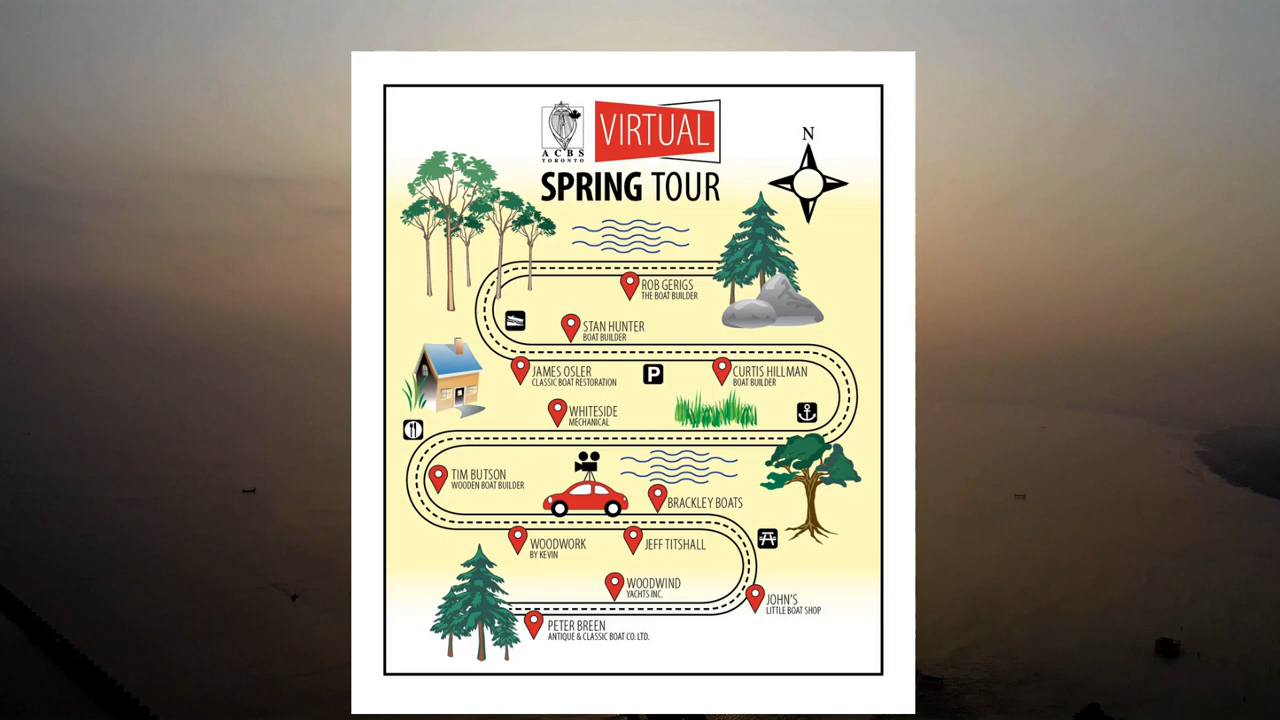 ACBS
TORONTO
VIRTUAL
SPRING TOUR
N
ROB GERIGS
THE BOAT BUILDER
STAN HUNTER
BOAT BUILDER
JAMES OSLER
CLASSIC BOAT RESTORATION
P
CURTIS HILLMAN
BOAT BUILDER
WHITESIDE
MECHANICAL
TIM BUTSON
WOODEN BOAT BUILDER
BRACKLEY BOATS
WOODWORK
BY KEVIN
JEFF TITSHALL
WOODWIND
YACHTS INC.
JOHN'S
LITTLE BOAT SHOP
PETER BREEN
ANTIQUE & CLASSIC BOAT CO. LTD.